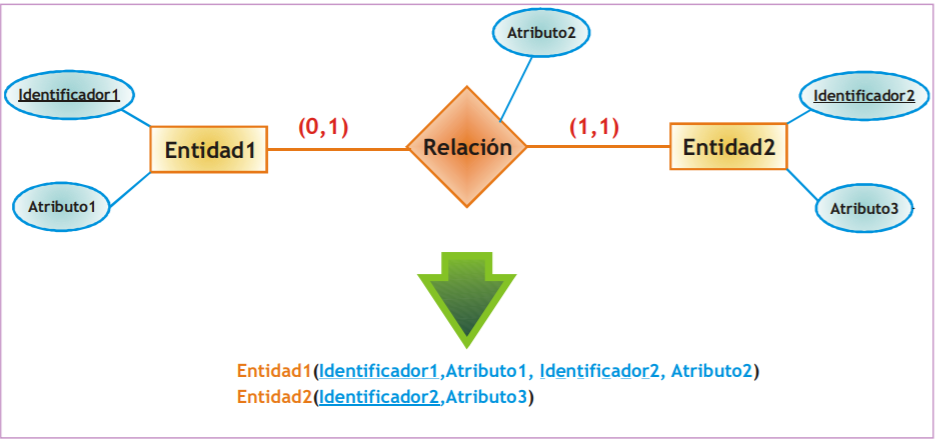 Atributo2
Identificador1
Identificador2
(0,1)
(1,1)
Entidad1
Relación
Entidad2
Atributo1
Atributo3
Entidad1(Identificador1,Atributo1, Identificador2, Atributo2)
Entidad2(Identificador2,Atributo3)